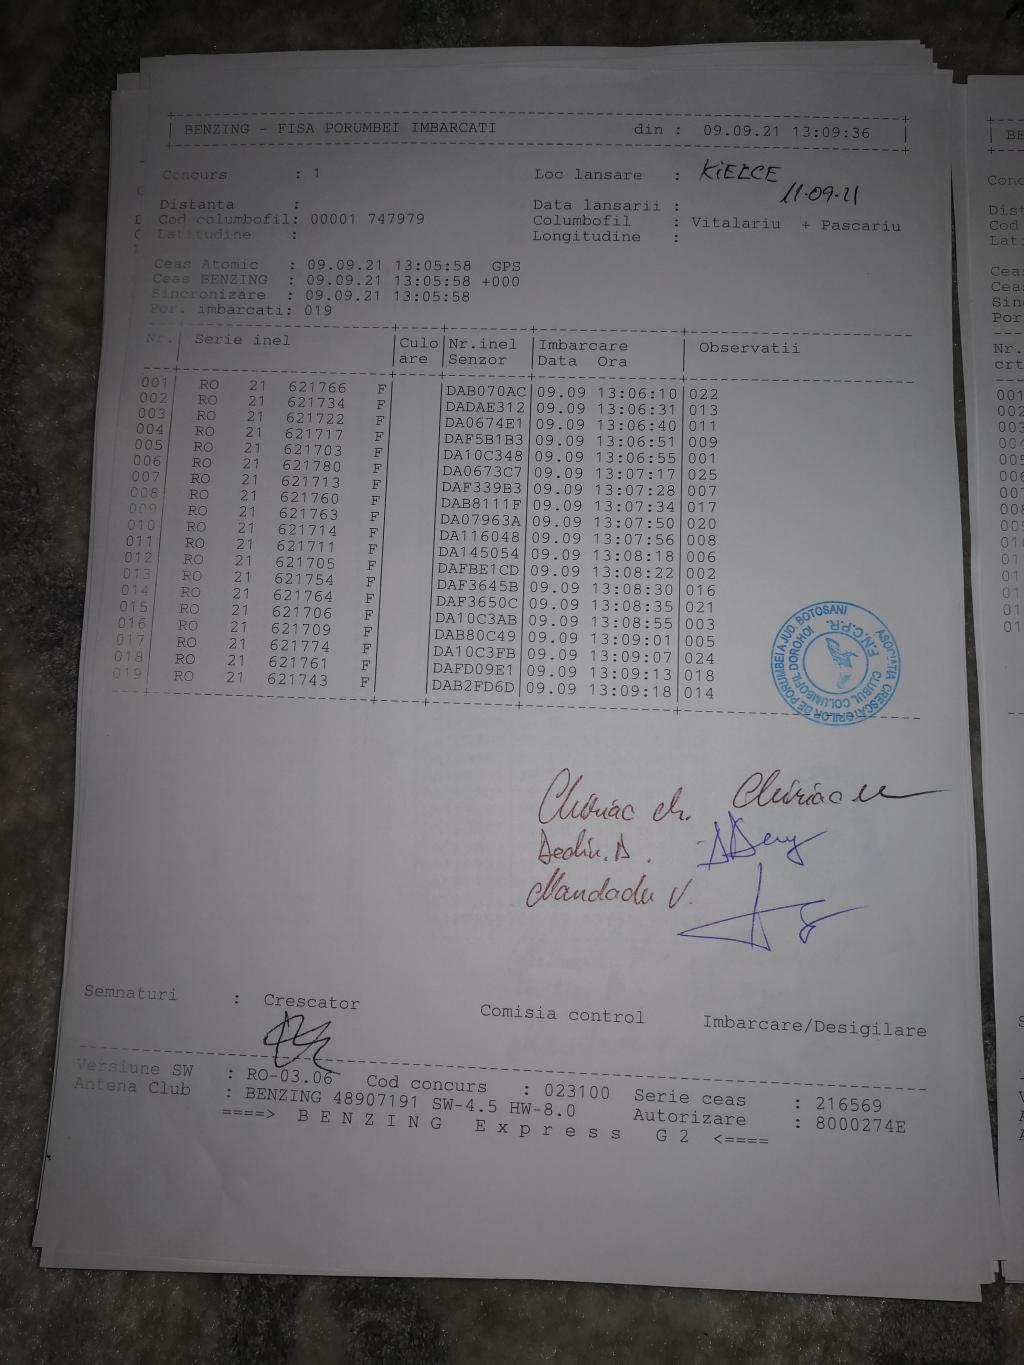 BENZING - FISA PORUMBEI IMBARCATI din : 09.09.21 13:09:36
Concurs : 1 Loc lansare : KIELCE
11-09-21
Distanta : Data lansarii :
Cod columbofil: 00001 747979 Columbofil : Vitalariu + Pascariu
Latitudine : Longitudine :
Ceas Atomic : 09.09.21 13:05:58 GPS
Ceas BENZING : 09.09.21 13:05:58 +000
Sincronizare : 09.09.21 13:05:58
Por. imbarcati: 019
Nr. Serie inel Culo Nr.inel Imbarcare Observatii
are Senzor Data Ora
001 RO 21 621766 F DAB070AC 09.09 13:06:10 022
002 RO 21 621734 F DADAE312 09.09 13:06:31 013
003 RO 21 621722 F DA0674E1 09.09 13:06:40 011
004 RO 21 621717 F DAF5B1B3 09.09 13:06:51 009
005 RO 21 621703 F DA10C348 09.09 13:06:55 001
006 RO 21 621780 F DA0673C7 09.09 13:07:17 025
007 RO 21 621713 F DAF339B3 09.09 13:07:28 007
008 RO 21 621760 F DAB8111F 09.09 13:07:34 017
009 RO 21 621763 F DA07963A 09.09 13:07:50 020
010 RO 21 621714 F DA116048 09.09 13:07:56 008
011 RO 21 621711 F DA145054 09.09 13:08:18 006
012 RO 21 621705 F DAFBE1CD 09.09 13:08:22 002
013 RO 21 621754 F DAF3645B 09.09 13:08:30 016
014 RO 21 621764 F DAF3650C 09.09 13:08:35 021
015 RO 21 621706 F DA10C3AB 09.09 13:08:55 003
016 RO 21 621709 F DAB80C49 09.09 13:09:01 005
017 RO 21 621774 F DA10C3FB 09.09 13:09:07 024
018 RO 21 621761 F DAFD09E1 09.09 13:09:13 018
019 RO 21 621743 F DAB2FD6D 09.09 13:09:18 014
ASOCIATIA CRESCATORILOR DE PORUMBEI A JUD. BOTOSANI
CLUBUL COLUMBOFIL DOROHOI
F.N.C.P.R.
Chiriac
Semnaturi : Crescator Comisia control Imbarcare/Desigilare
Versiune SW : RO-03.06 Cod concurs : 023100 Serie ceas : 216569
Antena Club : BENZING 48907191 SW-4.5 HW-8.0 Autorizare : 8000274E
====> B E N Z I N G E x p r e s s G 2 <====